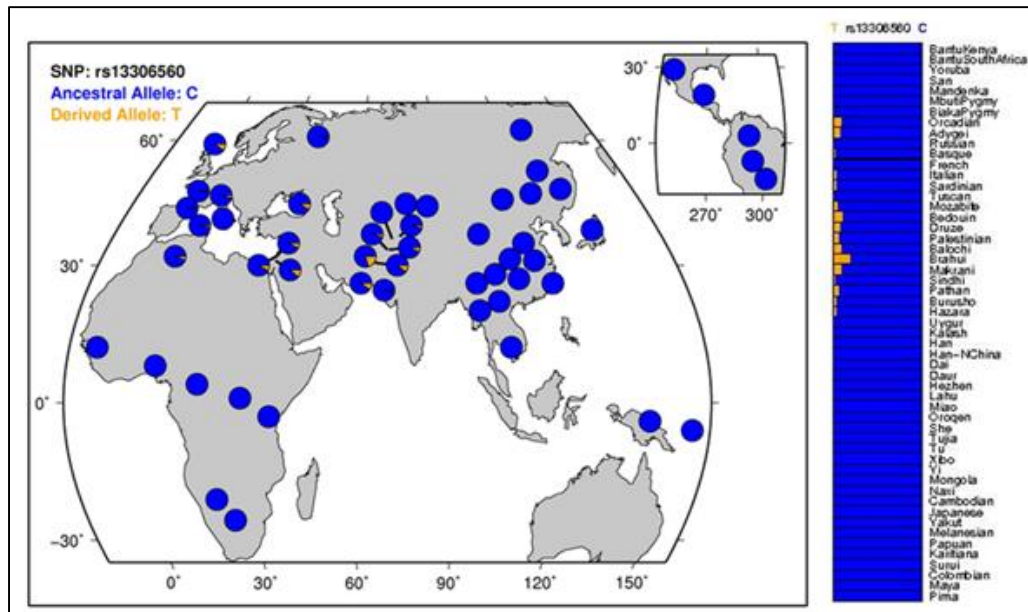 SNP: rs13306560
Ancestral Allele: C
Derived Allele: T
60°
30°
0°
−30°
0°
30°
60°
90°
120°
150°
30°
0°
270°
300°
T rs13306560 C
BantuKenya
BantuSouthAfrica
Yoruba
San
Mandenka
MbutiPygmy
BiakaPygmy
Orcadian
Adygei
Russian
Basque
French
Italian
Sardinian
Tuscan
Mozabite
Bedouin
Druze
Palestinian
Balochi
Brahui
Makrani
Sindhi
Pathan
Burusho
Hazara
Uygur
Kalash
Han
Han−NChina
Dai
Daur
Hezhen
Lahu
Miao
Oroqen
She
Tujia
Tu
Xibo
Yi
Mongola
Naxi
Cambodian
Japanese
Yakut
Melanesian
Papuan
Karitiana
Surui
Colombian
Maya
Pima